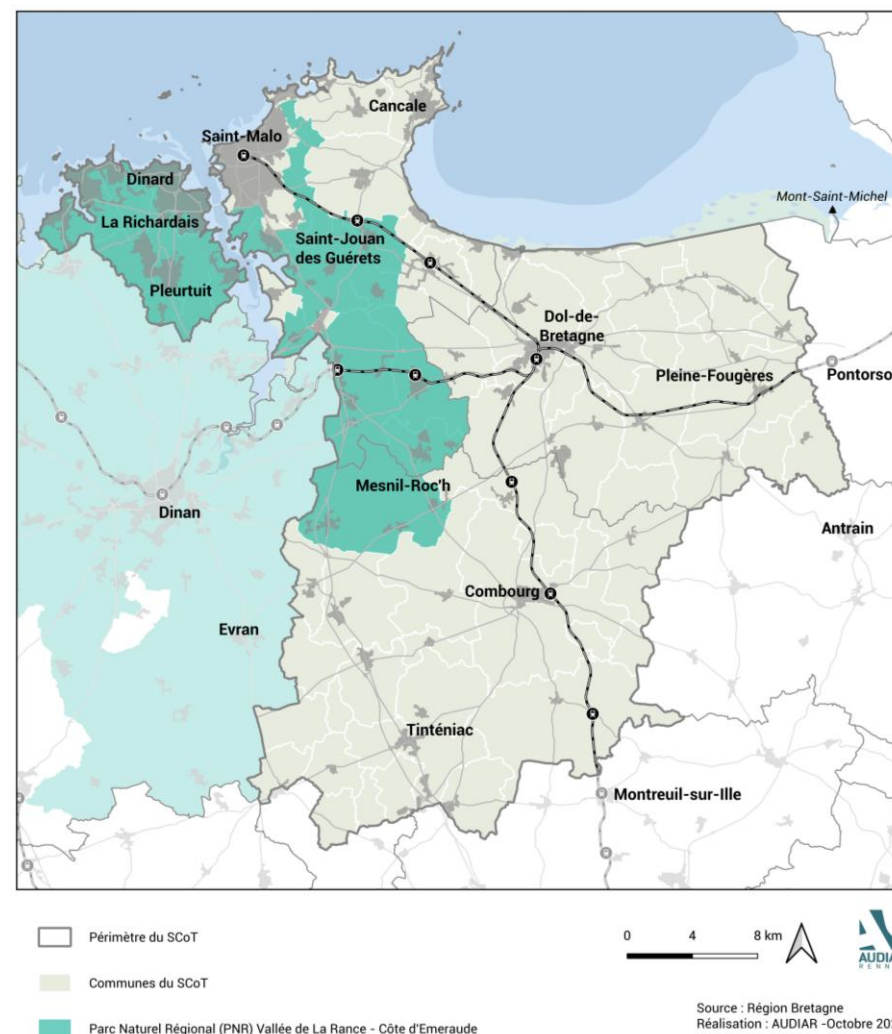 Cancale
Saint-Malo
Dinard
Mont-Saint-Michel
La Richardais
Saint-Jouan
des Guérets
Pleurtuit
Dol-de-
Bretagne
Pleine-Fougères
Pontorso
Mesnil-Roc'h
Dinan
Antrain
Combourg
Evran
Tinténiac
Montreuil-sur-Ille
Périmètre du SCoT
0 4 8 km
Communes du SCoT
AUDIA
RENN
Parc Naturel Régional (PNR) Vallée de La Rance - Côte d'Emeraude
Source : Région Bretagne
Réalisation : AUDIAR -Octobre 20